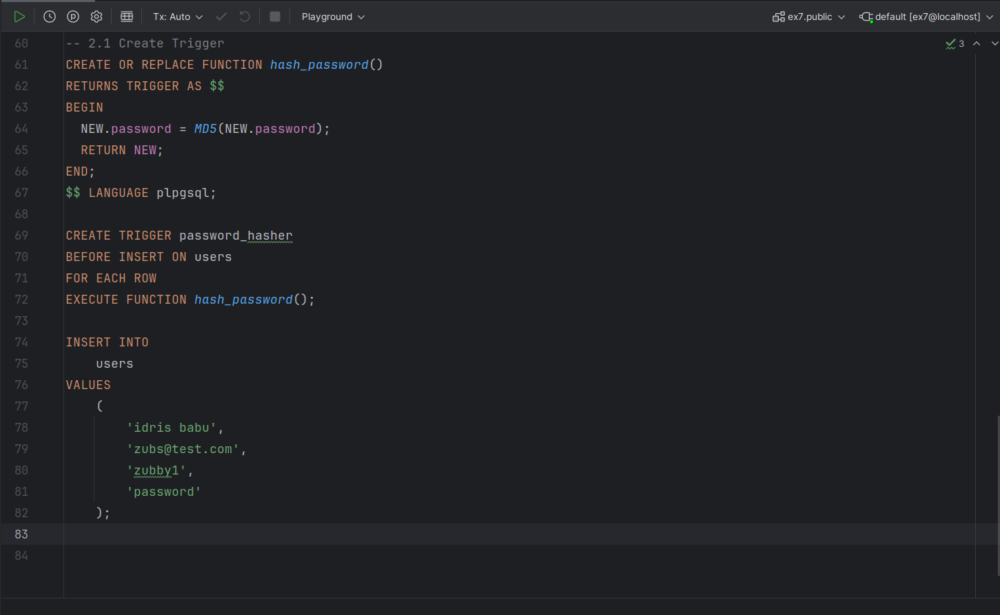 Tx: Auto Playground ex7.public default [ex7@localhost]
60 -- 2.1 Create Trigger 3
61 CREATE OR REPLACE FUNCTION hash_password()
62 RETURNS TRIGGER AS $$
63 BEGIN
64 NEW.password = MD5(NEW.password);
65 RETURN NEW;
66 END;
67 $$ LANGUAGE plpgsql;
68
69 CREATE TRIGGER password_hasher
70 BEFORE INSERT ON users
71 FOR EACH ROW
72 EXECUTE FUNCTION hash_password();
73
74 INSERT INTO
75 users
76 VALUES
77 (
78 'idris babu',
79 'zubs@test.com',
80 'zubby1',
81 'password'
82 );
83
84